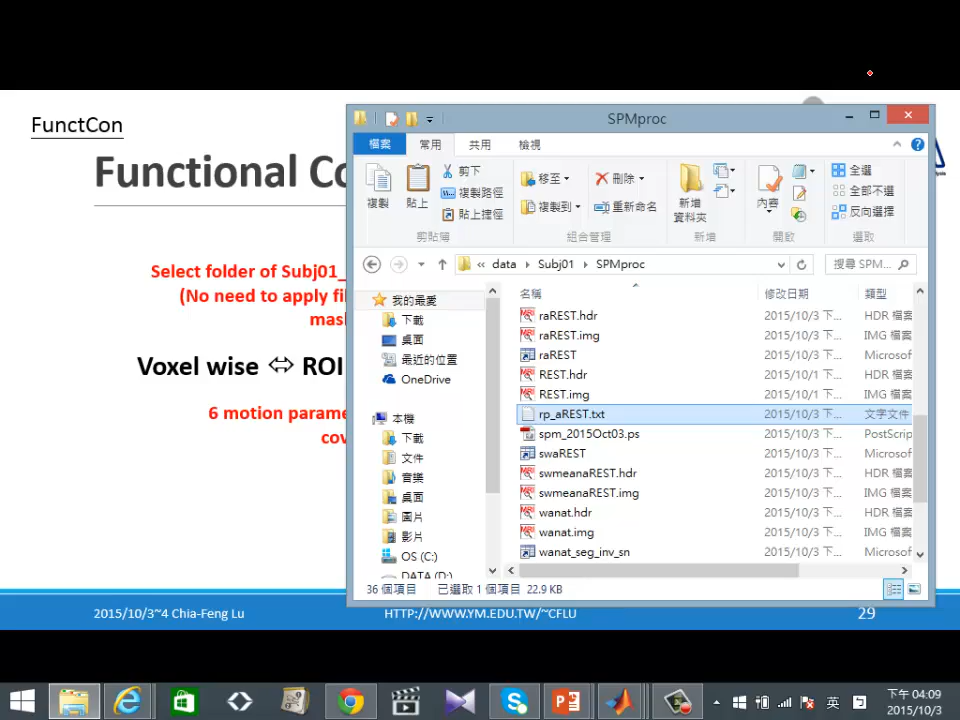 FunctCon
Functional Co
Select folder of Subj01_
(No need to apply fil
mask
Voxel wise ⇔ ROI
6 motion parame
cov
2015/10/3~4 Chia-Feng Lu
HTTP://WWW.YM.EDU.TW/~CFLU
29
SPMproc
檔案
常用
共用
檢視
複製
貼上
剪下
複製路徑
貼上捷徑
剪貼簿
移至
複製到
刪除
重新命名
組合管理
新增
資料夾
新增
內容
開啟
全選
全部不選
反向選擇
選取
« data › Subj01 › SPMproc
搜尋 SPM...
我的最愛
下載
桌面
最近的位置
OneDrive
本機
下載
文件
音樂
桌面
圖片
影片
OS (C:)
DATA (D:)
名稱 修改日期 類型
raREST.hdr 2015/10/3 下... HDR 檔案
raREST.img 2015/10/3 下... IMG 檔案
raREST 2015/10/3 下... Microsof
REST.hdr 2015/10/1 下... HDR 檔案
REST.img 2015/10/1 下... IMG 檔案
rp_aREST.txt 2015/10/3 下... 文字文件
spm_2015Oct03.ps 2015/10/3 下... PostScrip
swaREST 2015/10/3 下... Microsof
swmeanaREST.hdr 2015/10/3 下... HDR 檔案
swmeanaREST.img 2015/10/3 下... IMG 檔案
wanat.hdr 2015/10/3 下... HDR 檔案
wanat.img 2015/10/3 下... IMG 檔案
wanat_seg_inv_sn 2015/10/3 下... Microsof
36 個項目 已選取 1 個項目 22.9 KB
英
下午 04:09
2015/10/3